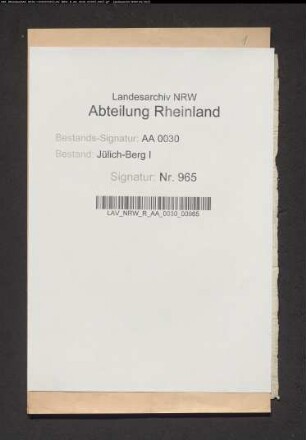 Landesarchiv NRW
Abteilung Rheinland
Bestands-Signatur: AA 0030
Bestand: Jülich-Berg I
Signatur: Nr. 965
LAV_NRW_R_AA_0030_00965